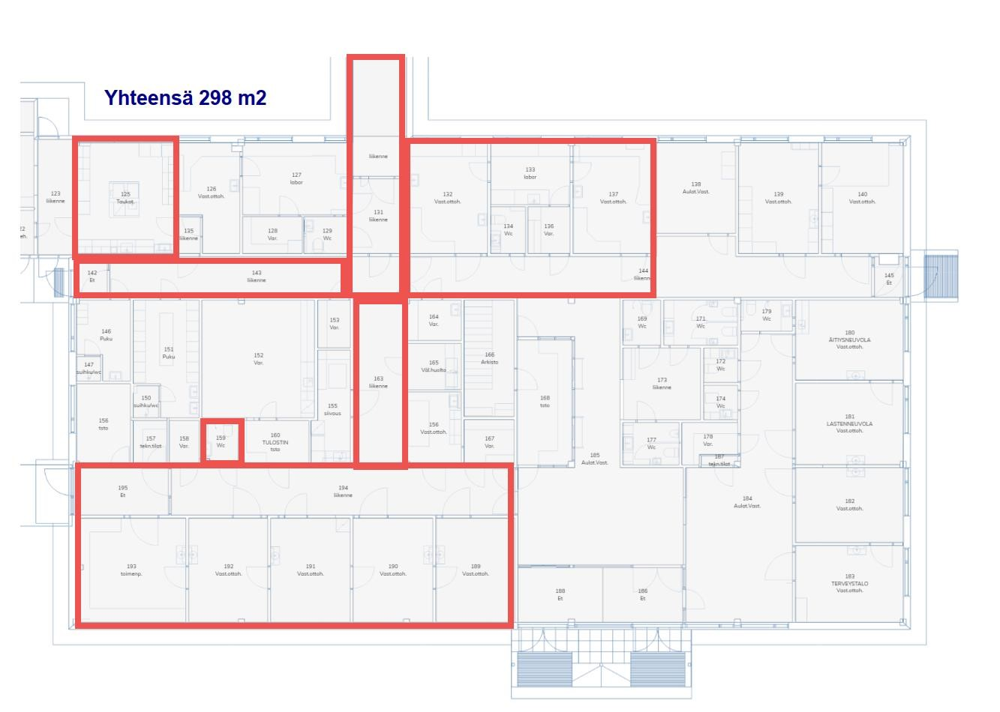 Yhteensä 298 m2
liikenne
123
liikenne
125
Taukot.
126
Vast.ottoh.
127
labor
131
liikenne
132
Vast.ottoh.
133
labor
137
Vast.ottoh.
138
Aulat.Vast.
139
Vast.ottoh.
140
Vast.ottoh.
22
eh.
135
liikenne
128
Var.
129
Wc
134
Wc
136
Var.
142
Et
143
liikenne
144
liikenn
145
Et
146
Puku
147
suihku/wc
151
Puku
150
suihku/wc
152
Var.
153
Var.
155
siivous
163
liikenne
164
Var.
165
Väl.huolto
166
Arkisto
168
tsto
169
Wc
171
Wc
179
Wc
180
ÄITIYSNEUVOLA
Vast.ottoh.
172
Wc
173
liikenne
174
Wc
156
tsto
157
tekn.tilat
158
Var.
159
Wc
160
TULOSTIN
tsto
156
Vast.ottoh.
167
Var.
177
Wc
178
Var.
187
tekn.tilat
181
LASTENNEUVOLA
Vast.ottoh.
185
Aulat.Vast.
195
Et
194
liikenne
184
Aulat.Vast.
182
Vast.ottoh.
193
toimenp.
192
Vast.ottoh.
191
Vast.ottoh.
190
Vast.ottoh.
189
Vast.ottoh.
188
Et
186
Et
183
TERVEYSTALO
Vast.ottoh.